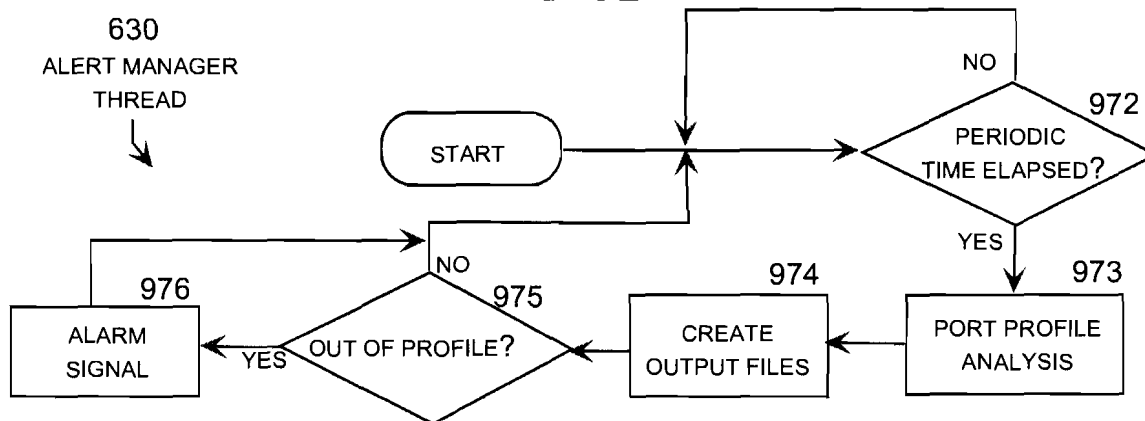 630
ALERT MANAGER
THREAD
START
NO
972
PERIODIC
TIME ELAPSED?
YES
973
PORT PROFILE
ANALYSIS
974
CREATE
OUTPUT FILES
975
NO
OUT OF PROFILE?
YES
976
ALARM
SIGNAL